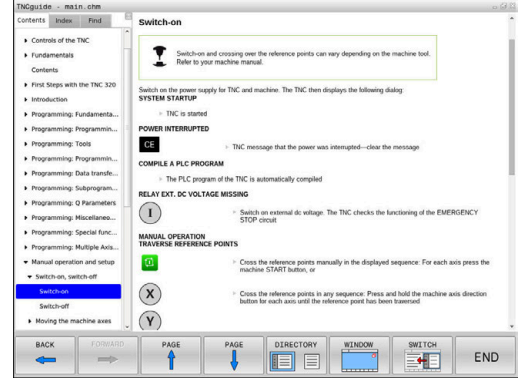 TNCguide - main.chm
Contents Index Find
Controls of the TNC
Fundamentals
Contents
First Steps with the TNC 320
Introduction
Programming: Fundamenta...
Programming: Programmin...
Programming: Tools
Programming: Programmin...
Programming: Data transfe...
Programming: Subprogram...
Programming: Q Parameters
Programming: Miscellaneo...
Programming: Special func...
Programming: Multiple Axis...
Manual operation and setup
Switch-on, switch-off
Switch-on
Switch-off
Moving the machine axes
Switch-on
Switch-on and crossing over the reference points can vary depending on the machine tool.
Refer to your machine manual.
Switch on the power supply for TNC and machine. The TNC then displays the following dialog:
SYSTEM STARTUP
TNC is started
POWER INTERRUPTED
CE
TNC message that the power was interrupted—clear the message
COMPILE A PLC PROGRAM
The PLC program of the TNC is automatically compiled
RELAY EXT. DC VOLTAGE MISSING
I
Switch on external dc voltage. The TNC checks the functioning of the EMERGENCY
STOP circuit
MANUAL OPERATION
TRAVERSE REFERENCE POINTS
Cross the reference points manually in the displayed sequence: For each axis press the
machine START button, or
X
Cross the reference points in any sequence: Press and hold the machine axis direction
button for each axis until the reference point has been traversed
Y
BACK FORWARD PAGE PAGE DIRECTORY WINDOW SWITCH END